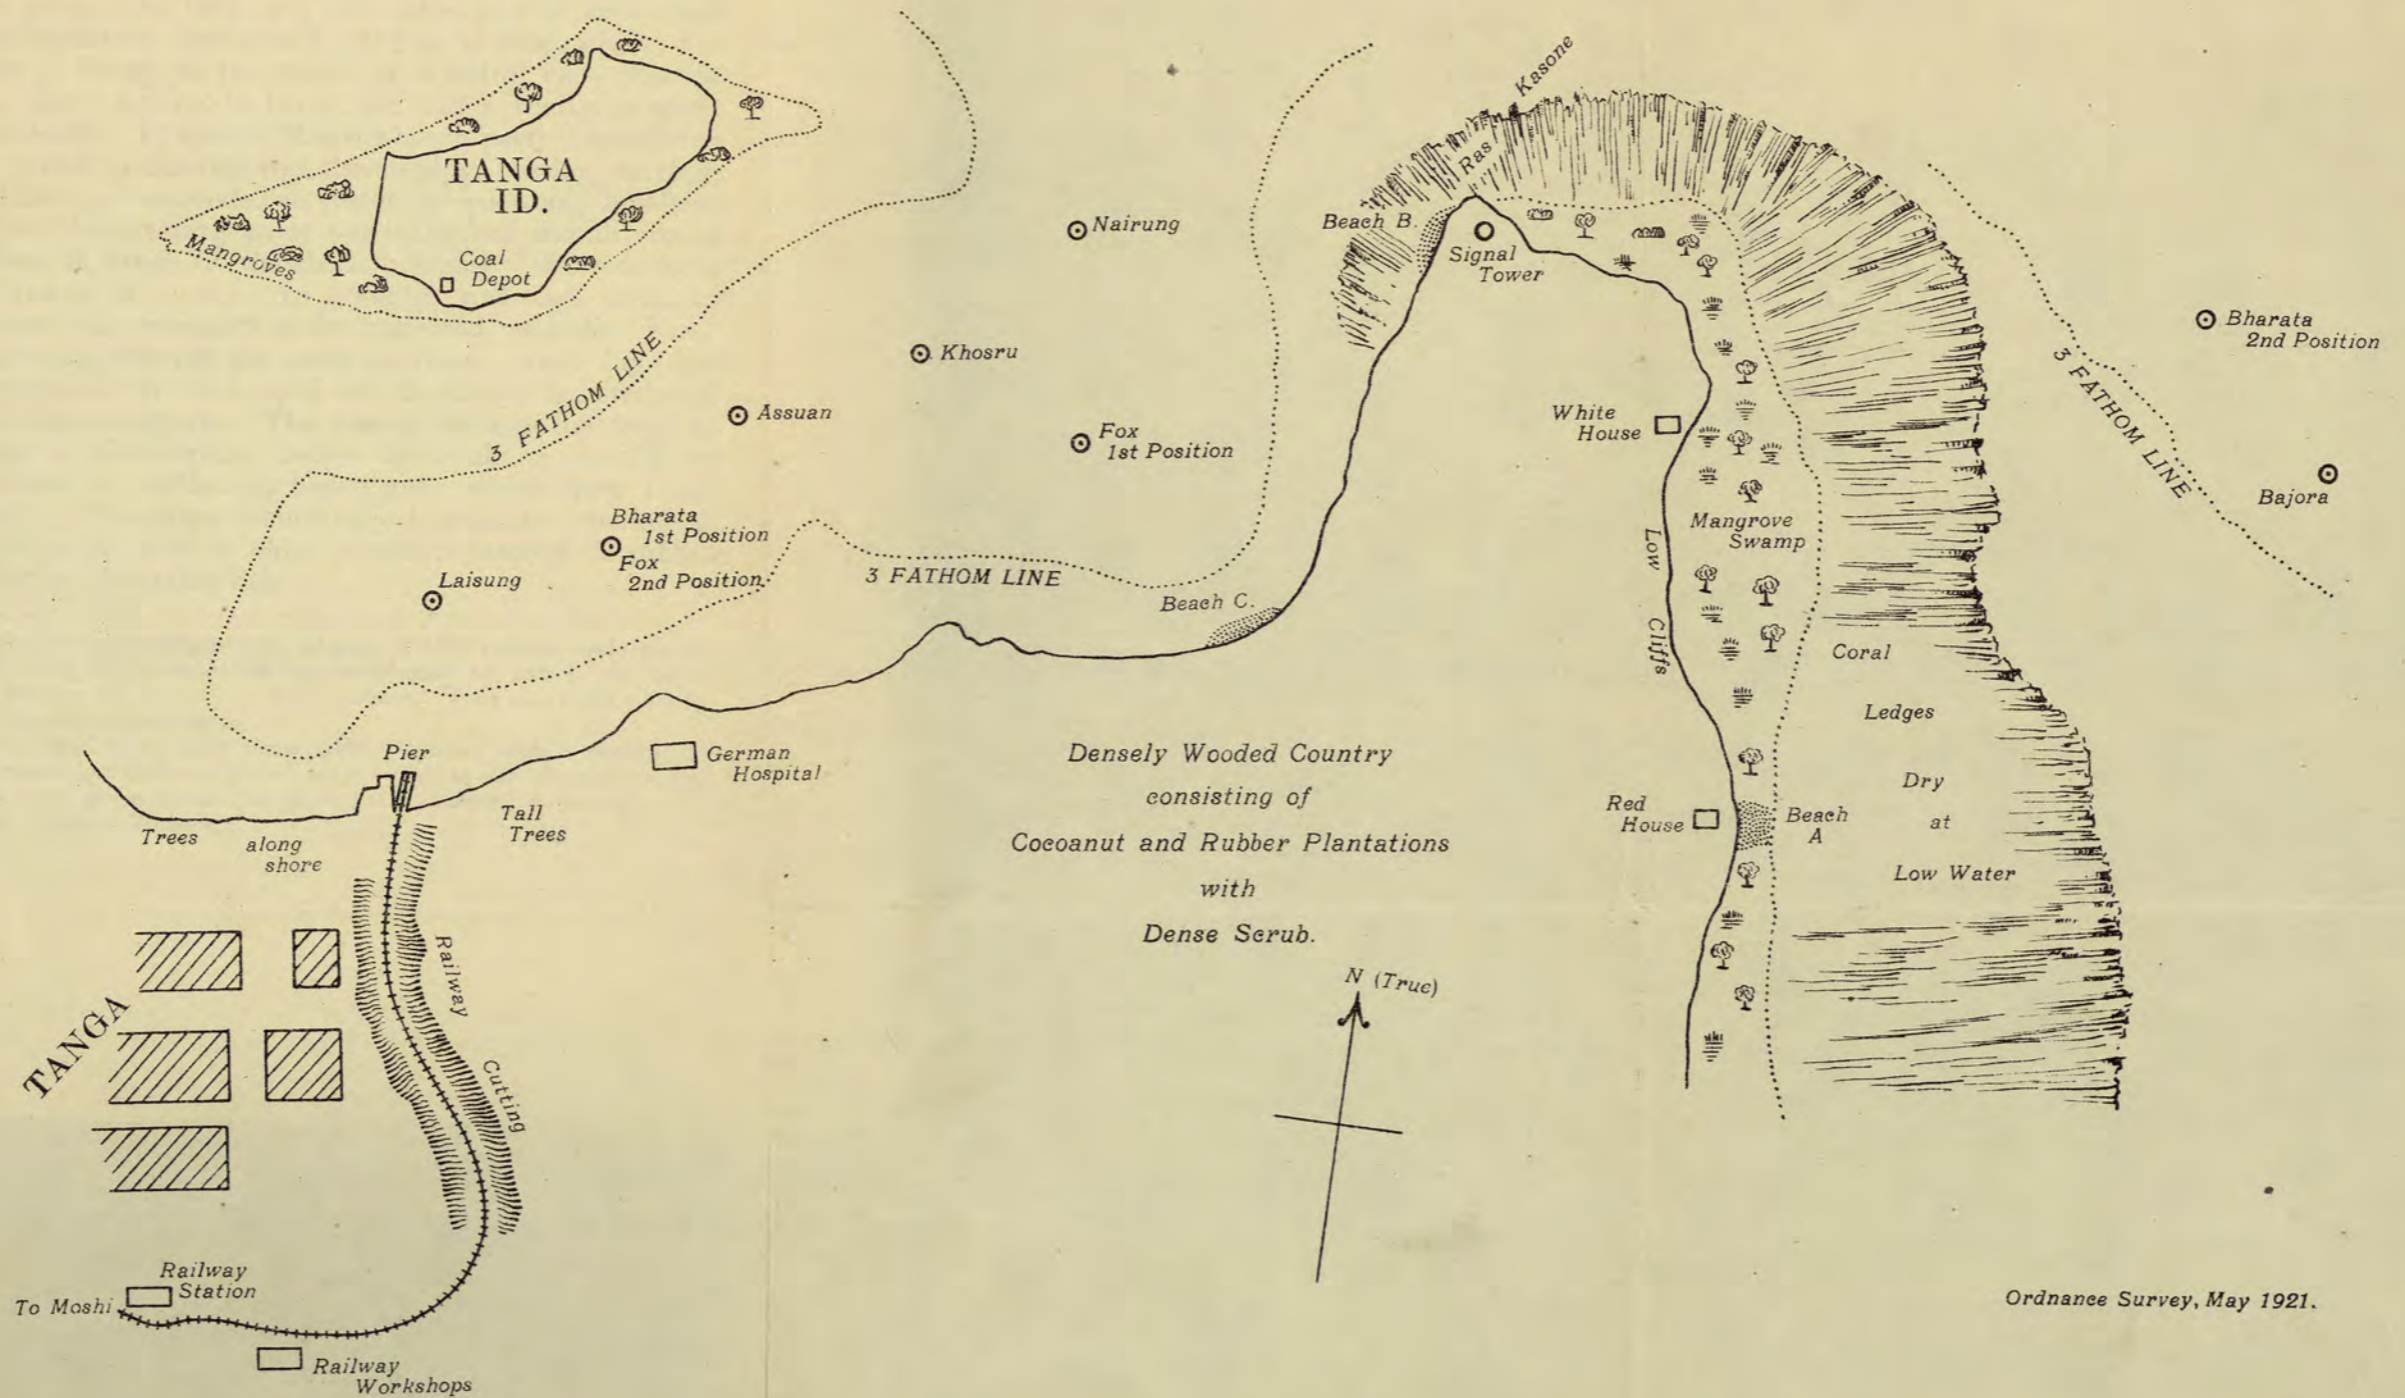 TANGA
ID.
Mangroves
Coal
Depot
3 FATHOM LINE
Nairung
Khosru
Assuan
Fox
1st Position
Bharata
1st Position
Fox
2nd Position
Laisung
3 FATHOM LINE
Beach C.
Beach B.
Ras Kasone
Signal
Tower
White
House
Low Cliffs
Mangrove
Swamp
Coral
Ledges
Dry
at
Low Water
Red
House
Beach
A
3 FATHOM LINE
Bharata
2nd Position
Bajora
Pier
German
Hospital
Tall
Trees
Trees along
shore
Densely Wooded Country
consisting of
Cocoanut and Rubber Plantations
with
Dense Scrub.
N (True)
TANGA
Railway Cutting
Railway
Station
To Moshi
Railway
Workshops
Ordnance Survey, May 1921.